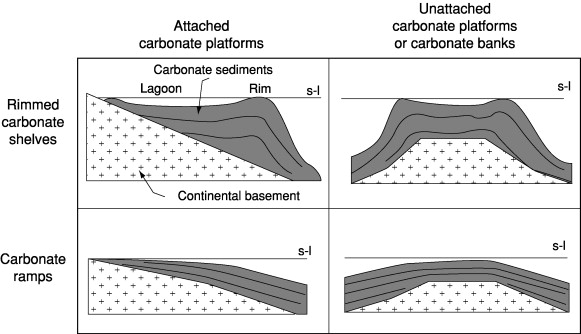 Attached
carbonate platforms
Unattached
carbonate platforms
or carbonate banks
Rimmed
carbonate
shelves
Carbonate sediments
Lagoon
Rim
s-l
Continental basement
s-l
Carbonate
ramps
s-l
s-l